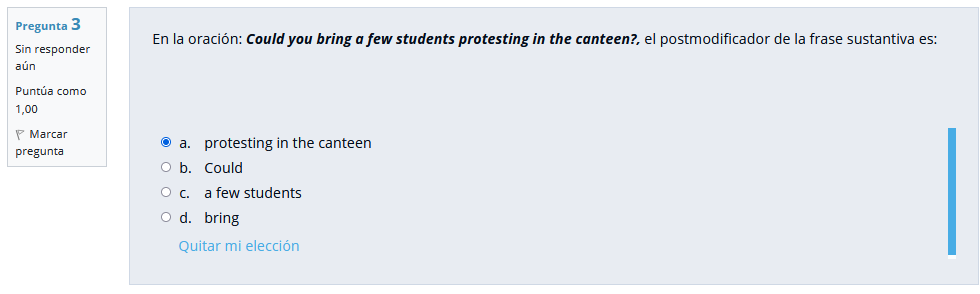 Pregunta 3
Sin responder
aún
Puntúa como
1,00
Marcar
pregunta
En la oración: Could you bring a few students protesting in the canteen?, el postmodificador de la frase sustantiva es:
a. protesting in the canteen
b. Could
c. a few students
d. bring
Quitar mi elección